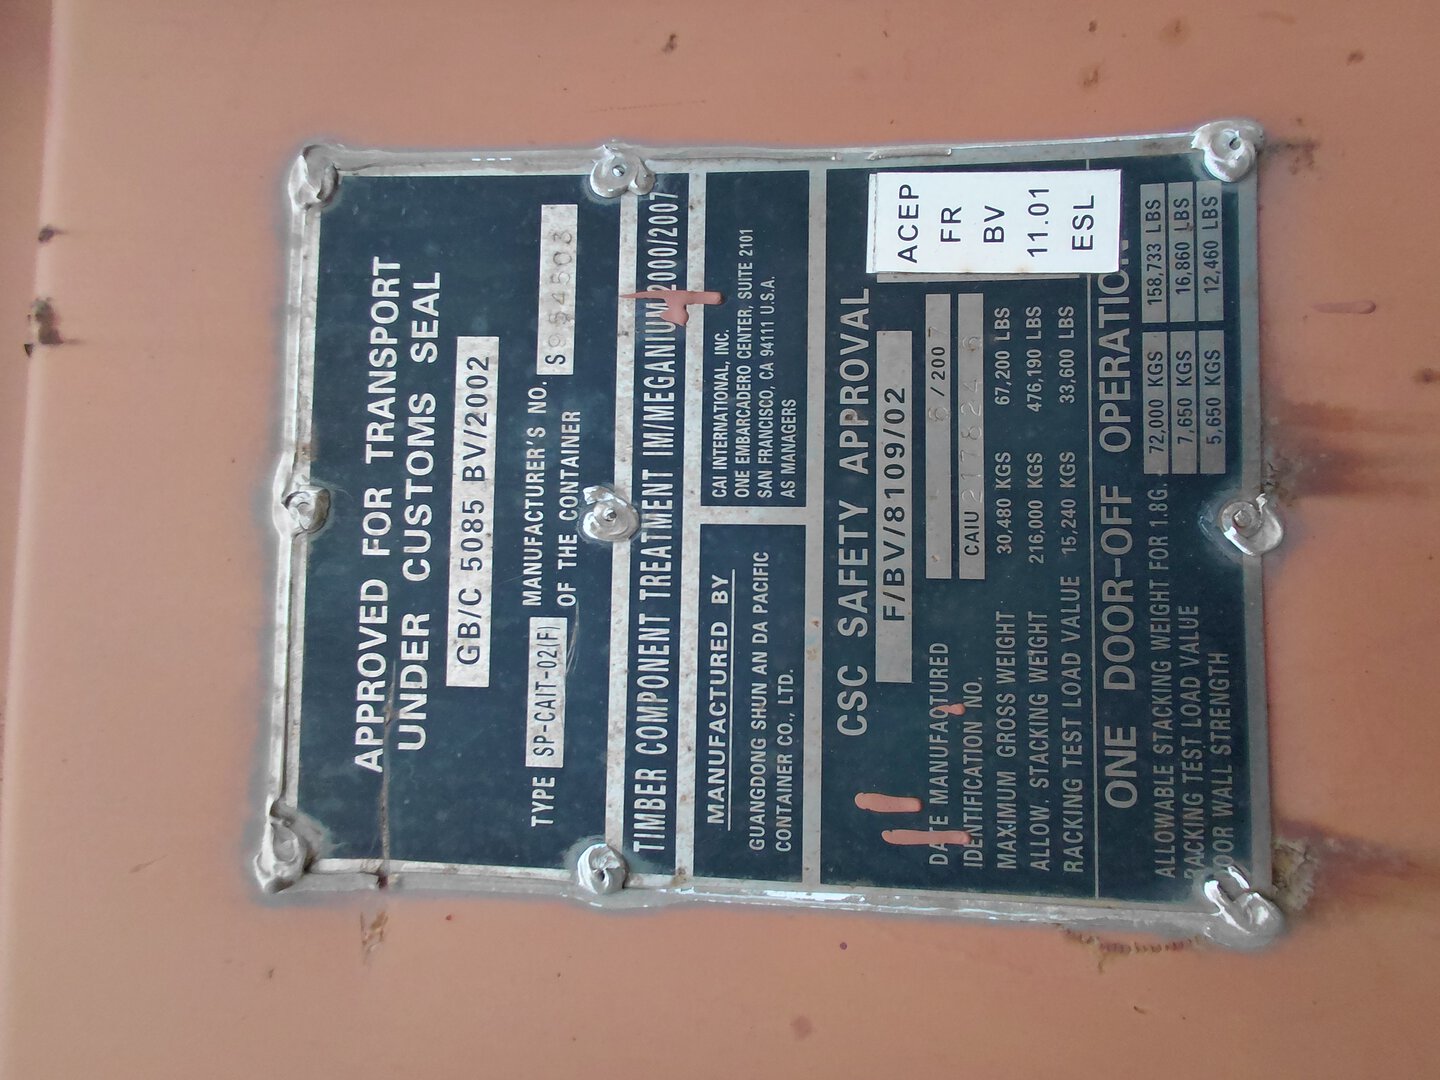 APPROVED FOR TRANSPORT
UNDER CUSTOMS SEAL
GB/C 5085 BV/2002
TYPE SP-CAIT-02(F) MANUFACTURER'S NO.
OF THE CONTAINER
TIMBER COMPONENT TREATMENT IM/MEGANIUM 2000/2007
MANUFACTURED BY
GUANGDONG SHUN AN DA PACIFIC
CONTAINER CO., LTD.
CAI INTERNATIONAL, INC.
ONE EMBARCADERO CENTER, SUITE 2101
SAN FRANCISCO, CA 94111 U.S.A.
AS MANAGERS
CSC SAFETY APPROVAL
F/BV/8109/02
DATE MANUFACTURED 6/2007
IDENTIFICATION NO. CAIU
MAXIMUM GROSS WEIGHT 30,480 KGS 67,200 LBS
ALLOW. STACKING WEIGHT 216,000 KGS 476,190 LBS
RACKING TEST LOAD VALUE 15,240 KGS 33,600 LBS
ACEP
FR
BV
11.01
ESL
ONE DOOR-OFF OPERATION
ALLOWABLE STACKING WEIGHT FOR 1.8G. 72,000 KGS 158,733 LBS
RACKING TEST LOAD VALUE 7,650 KGS 16,860 LBS
DOOR WALL STRENGTH 5,650 KGS 12,460 LBS